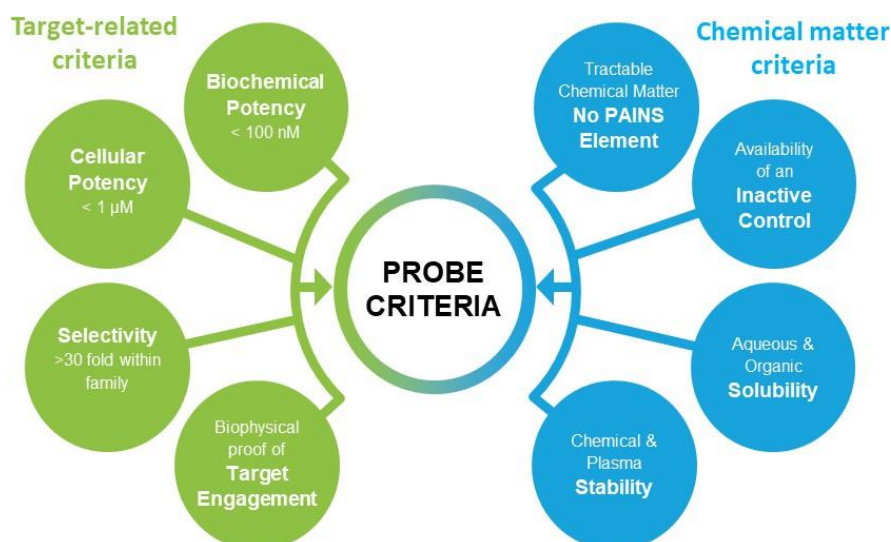 Target-related
criteria
Biochemical
Potency
< 100 nM
Cellular
Potency
< 1 µM
Selectivity
>30 fold within
family
Biophysical
proof of
Target
Engagement
PROBE
CRITERIA
Chemical matter
criteria
Tractable
Chemical Matter
No PAINS
Element
Availability
of an
Inactive
Control
Aqueous &
Organic
Solubility
Chemical &
Plasma
Stability